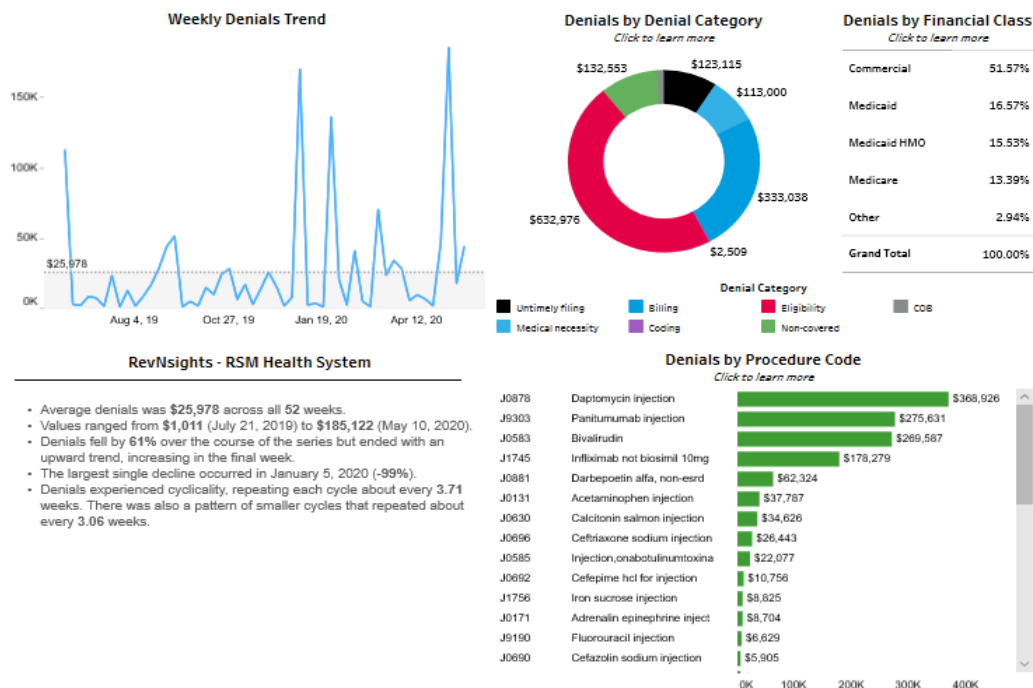 Weekly Denials Trend
150K
100K
50K
$25,978
0K
Aug 4, 19
Oct 27, 19
Jan 19, 20
Apr 12, 20
Denials by Denial Category
Click to learn more
$132,553
$123,115
$113,000
$333,038
$632,976
$2,509
Denial Category
Untimely filing
Billing
Eligibility
COB
Medical necessity
Coding
Non-covered
Denials by Financial Class
Click to learn more
Commercial 51.57%
Medicaid 16.57%
Medicaid HMO 15.53%
Medicare 13.39%
Other 2.94%
Grand Total 100.00%
RevNsights - RSM Health System
• Average denials was $25,978 across all 52 weeks.
• Values ranged from $1,011 (July 21, 2019) to $185,122 (May 10, 2020).
• Denials fell by 61% over the course of the series but ended with an
upward trend, increasing in the final week.
• The largest single decline occurred in January 5, 2020 (-99%).
• Denials experienced cyclicality, repeating each cycle about every 3.71
weeks. There was also a pattern of smaller cycles that repeated about
every 3.06 weeks.
Denials by Procedure Code
Click to learn more
J0878 Daptomycin injection $368,926
J9303 Panitumumab injection $275,631
J0583 Bivalirudin $269,587
J1745 Infliximab not biosimil 10mg $178,279
J0881 Darbepoetin alfa, non-esrd $62,324
J0131 Acetaminophen injection $37,787
J0630 Calcitonin salmon injection $34,626
J0696 Ceftriaxone sodium injection $26,443
J0585 Injection,onabotulinumtoxina $22,077
J0692 Cefepime hcl for injection $10,756
J1756 Iron sucrose injection $8,825
J0171 Adrenalin epinephrine inject $8,704
J9190 Fluorouracil injection $6,629
J0690 Cefazolin sodium injection $5,905
0K 100K 200K 300K 400K